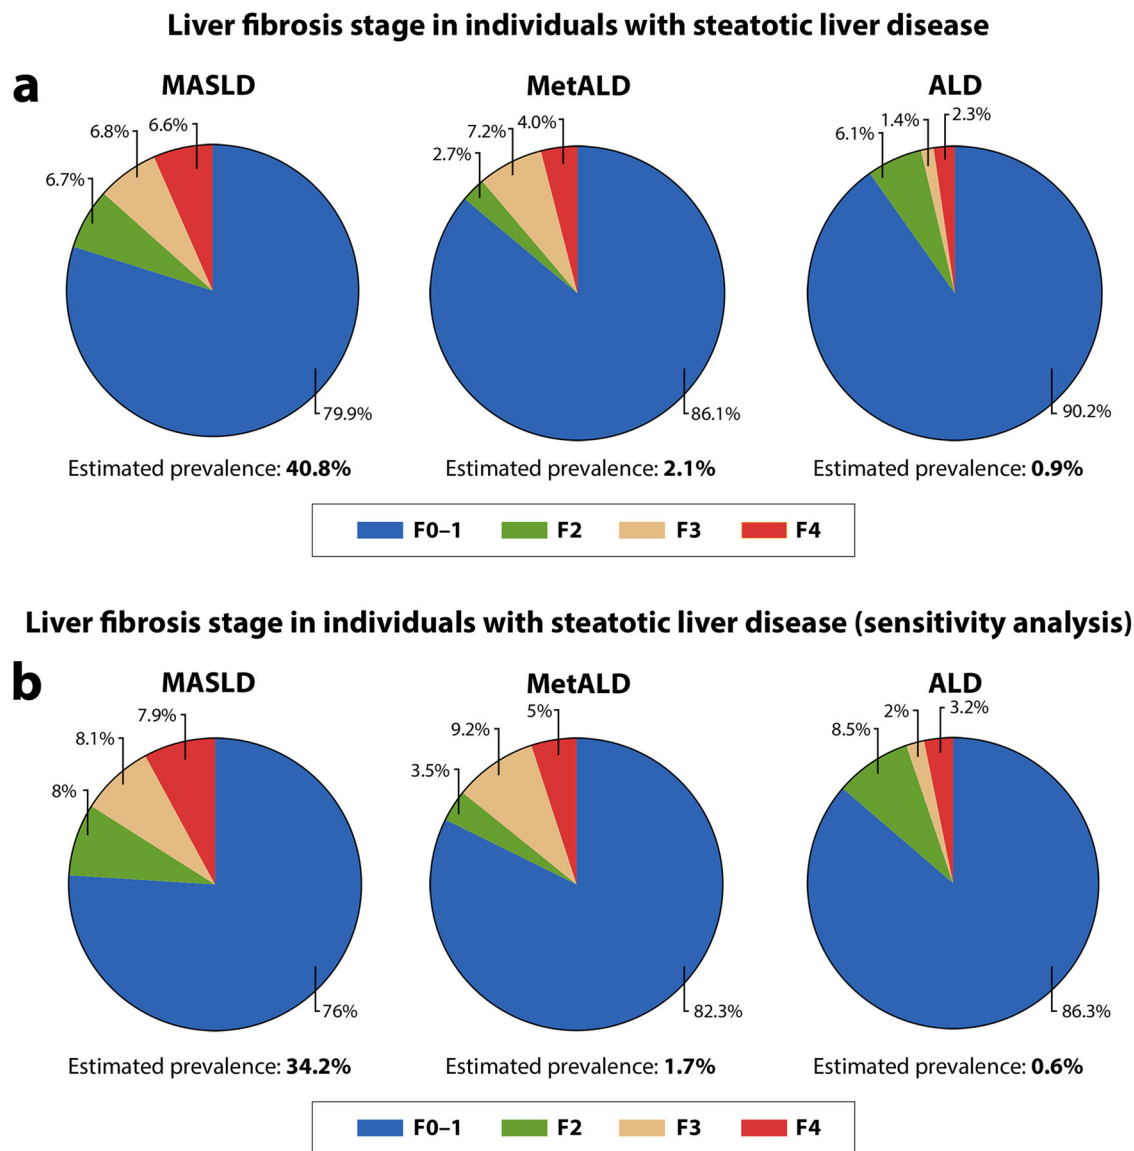 Liver fibrosis stage in individuals with steatotic liver disease
a
MASLD
MetALD
ALD
6.7%
6.8%
6.6%
79.9%
2.7%
7.2%
4.0%
86.1%
6.1%
1.4%
2.3%
90.2%
Estimated prevalence: 40.8%
Estimated prevalence: 2.1%
Estimated prevalence: 0.9%
F0–1 F2 F3 F4
Liver fibrosis stage in individuals with steatotic liver disease (sensitivity analysis)
b
MASLD
MetALD
ALD
8%
8.1%
7.9%
76%
3.5%
9.2%
5%
82.3%
8.5%
2%
3.2%
86.3%
Estimated prevalence: 34.2%
Estimated prevalence: 1.7%
Estimated prevalence: 0.6%
F0–1 F2 F3 F4